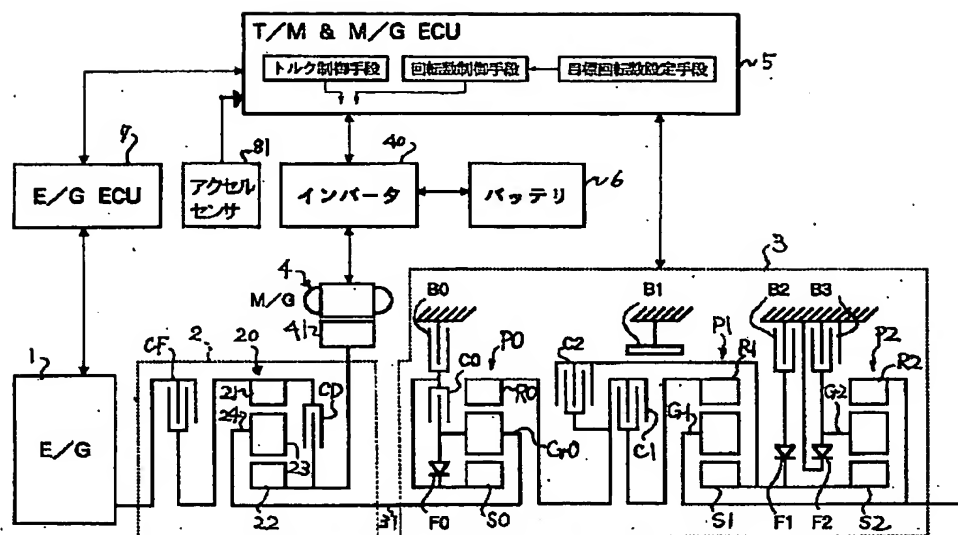 T/M & M/G ECU
トルク制御手段
回転数制御手段
目標回転数設定手段
5
7
E/G ECU
81
アクセル
センサ
40
インバータ
バッテリ
6
4
M/G
41
3
B0
B1
B2
B3
1
CF
2
20
CD
21
24
23
22
E/G
P0
C0
R0
G0
F0
S0
31
C2
C1
P1
R1
G1
S1
F1
F2
P2
R2
G2
S2